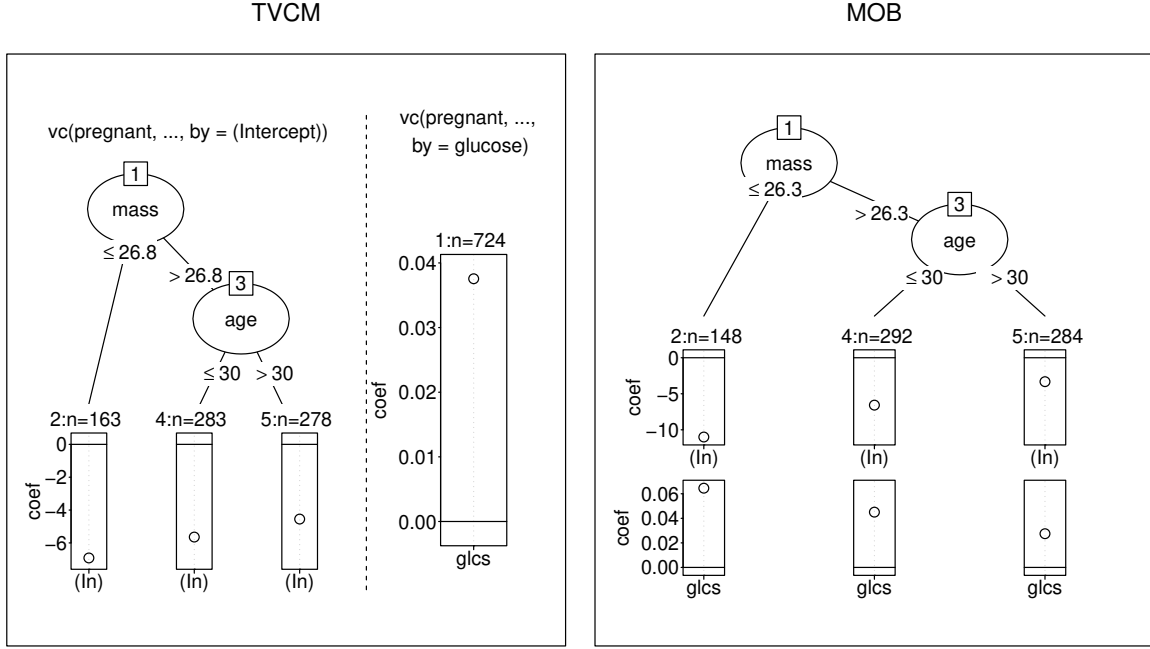 TVCM
vc(pregnant, ..., by = (Intercept))
1
mass
≤ 26.8
> 26.8
3
age
≤ 30
> 30
2:n=163
4:n=283
5:n=278
coef
0
−2
−4
−6
(In)
(In)
(In)
vc(pregnant, ...,
by = glucose)
1:n=724
coef
0.04
0.03
0.02
0.01
0.00
glcs
MOB
1
mass
≤ 26.3
> 26.3
3
age
≤ 30
> 30
2:n=148
4:n=292
5:n=284
coef
0
−5
−10
(In)
(In)
(In)
coef
0.06
0.04
0.02
0.00
glcs
glcs
glcs